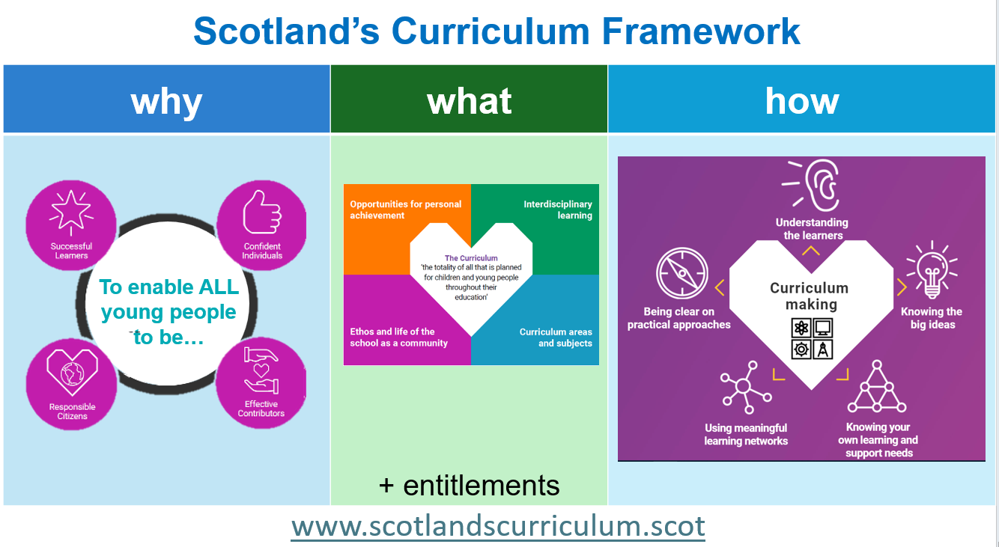 Scotland’s Curriculum Framework
why
what
how
Successful
Learners
Confident
Individuals
To enable ALL
young people
to be…
Responsible
Citizens
Effective
Contributors
Opportunities for personal
achievement
Interdisciplinary
learning
The Curriculum
‘the totality of all that is planned
for children and young people
throughout their
education’
Ethos and life of the
school as a community
Curriculum areas
and subjects
+ entitlements
Understanding
the learners
Being clear on
practical approaches
Curriculum
making
Knowing the
big ideas
Using meaningful
learning networks
Knowing your
own learning and
support needs
www.scotlandscurriculum.scot